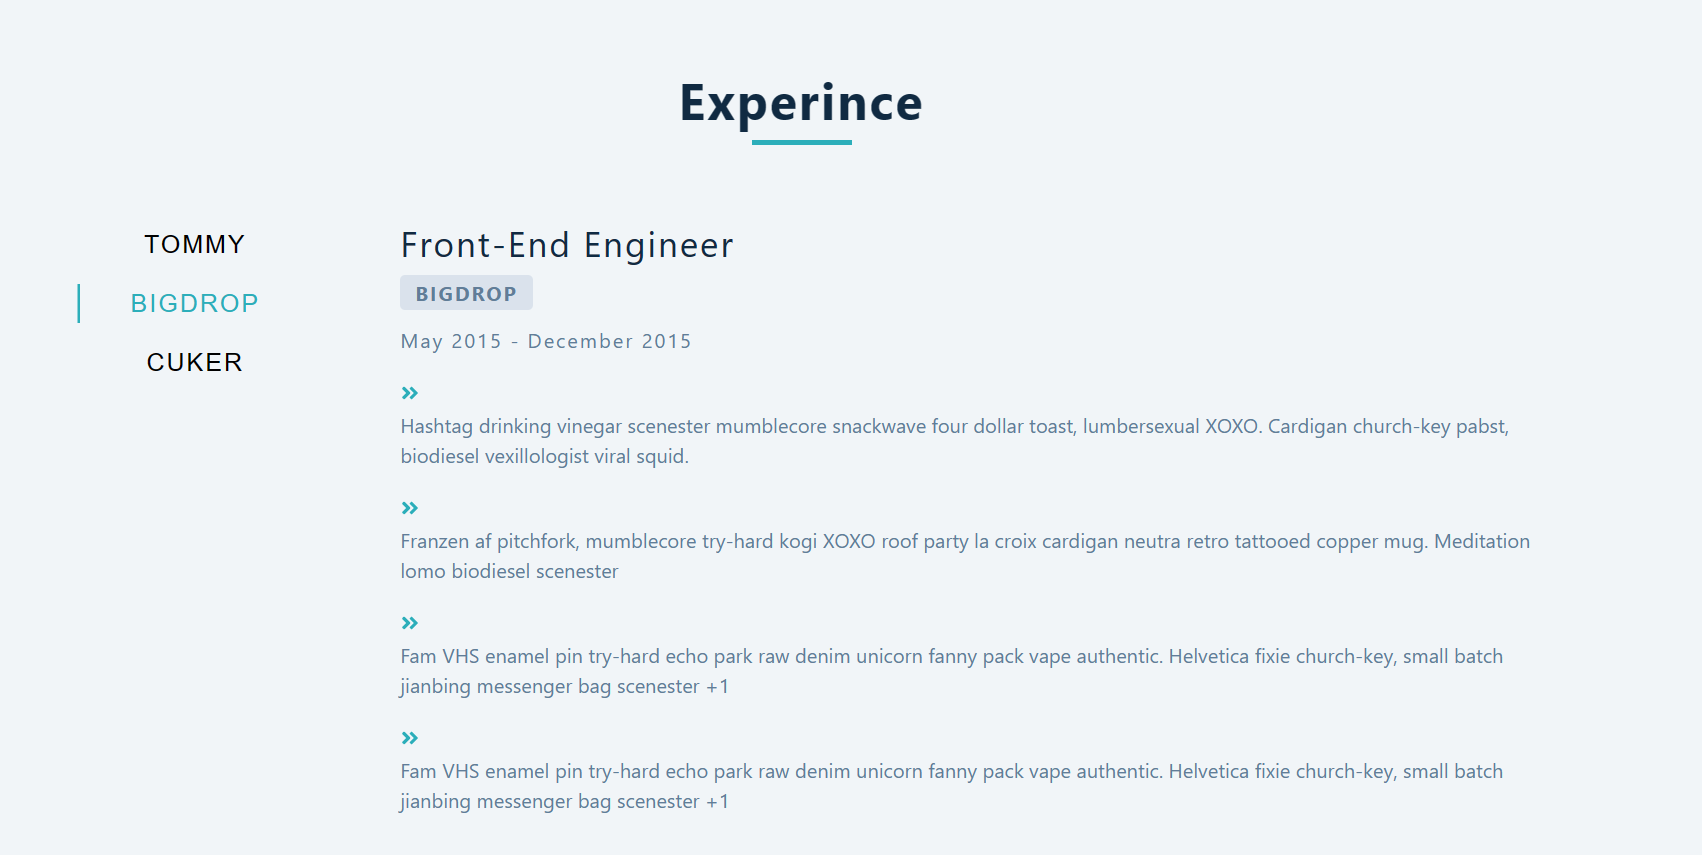 Experince
TOMMY
BIGDROP
CUKER
Front-End Engineer
BIGDROP
May 2015 - December 2015
Hashtag drinking vinegar scenester mumblecore snackwave four dollar toast, lumbersexual XOXO. Cardigan church-key pabst,
biodiesel vexillologist viral squid.
Franzen af pitchfork, mumblecore try-hard kogi XOXO roof party la croix cardigan neutra retro tattooed copper mug. Meditation
lomo biodiesel scenester
Fam VHS enamel pin try-hard echo park raw denim unicorn fanny pack vape authentic. Helvetica fixie church-key, small batch
jianbing messenger bag scenester +1
Fam VHS enamel pin try-hard echo park raw denim unicorn fanny pack vape authentic. Helvetica fixie church-key, small batch
jianbing messenger bag scenester +1